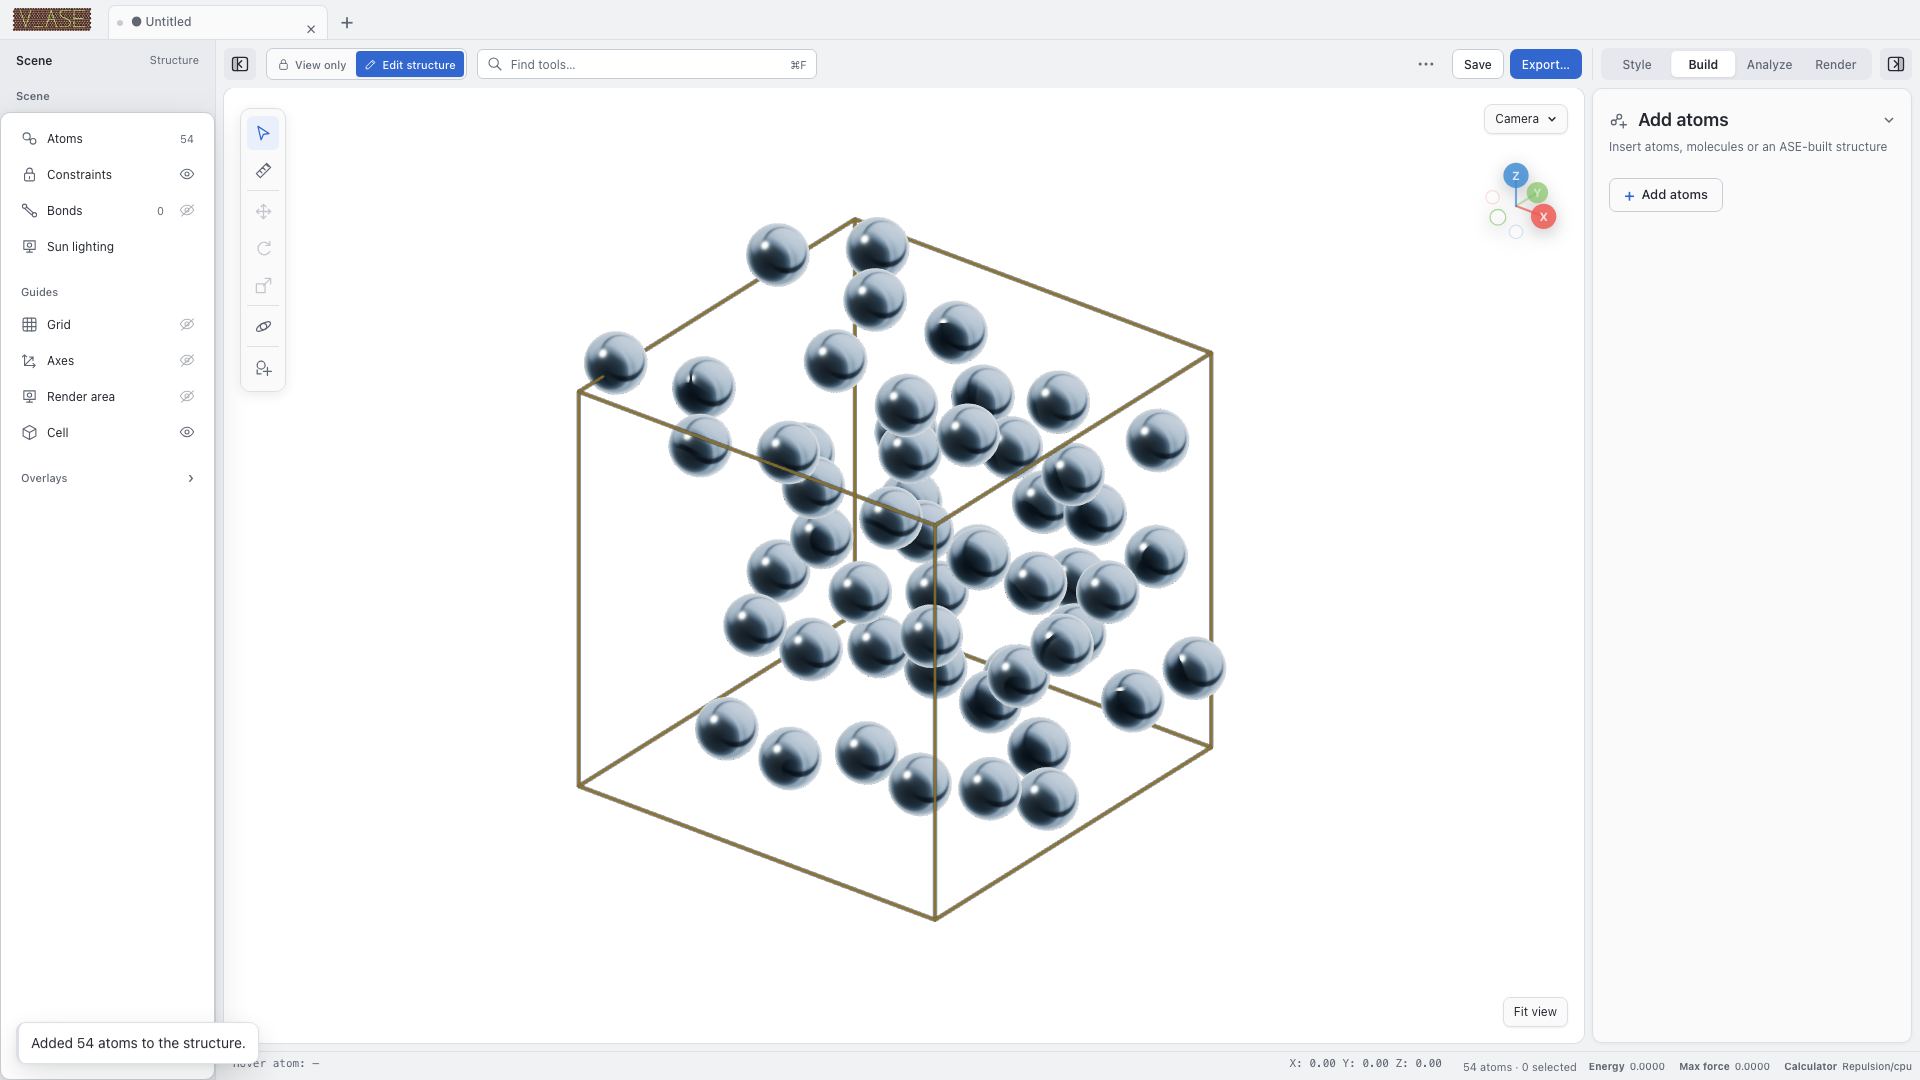 V_ASE
Untitled
Scene
Structure
View only
Edit structure
Find tools...
⌘F
Save
Export...
Style
Build
Analyze
Render
Scene
Atoms
54
Constraints
Bonds
0
Sun lighting
Guides
Grid
Axes
Render area
Cell
Overlays
Camera
Z
Y
X
Add atoms
Insert atoms, molecules or an ASE-built structure
+ Add atoms
Fit view
Added 54 atoms to the structure.
Hover atom: —
X: 0.00 Y: 0.00 Z: 0.00
54 atoms · 0 selected
Energy 0.0000
Max force 0.0000
Calculator Repulsion/cpu